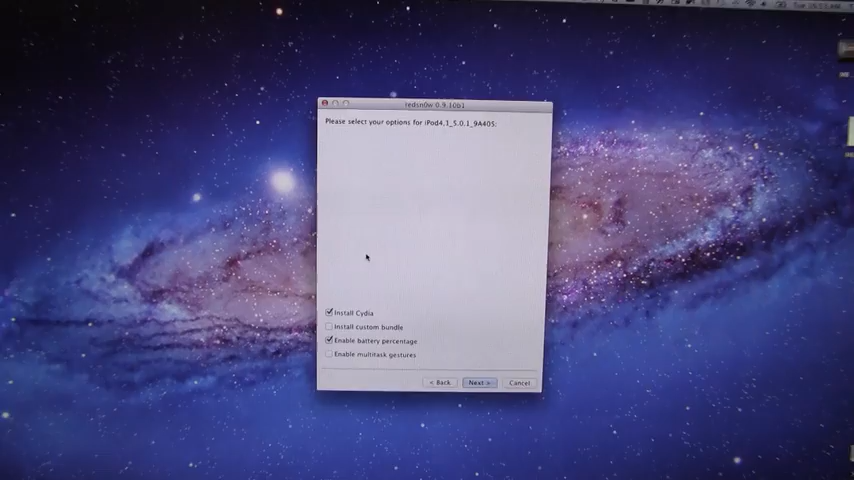 redsn0w 0.9.10b1
Please select your options for iPod4,1_5.0.1_9A405:
Install Cydia
Install custom bundle
Enable battery percentage
Enable multitask gestures
< Back
Next >
Cancel